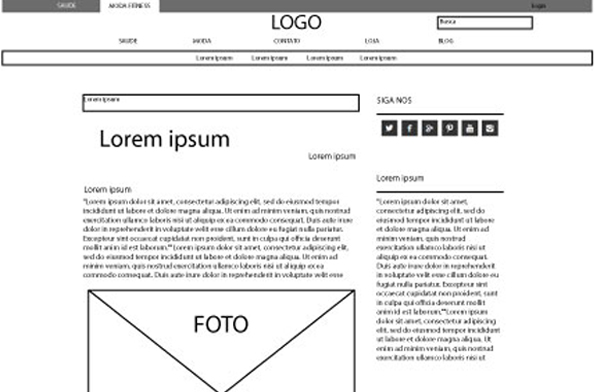 SAUDE MODA FITNESS login
LOGO
Busca
SAUDE MODA CONTATO LOJA BLOG
Lorem ipsum Lorem ipsum Lorem ipsum Lorem ipsum
Lorem ipsum
Lorem ipsum
Lorem ipsum
Lorem ipsum
"Lorem ipsum dolor sit amet, consectetur adipiscing elit, sed do eiusmod tempor
incididunt ut labore et dolore magna aliqua. Ut enim ad minim veniam, quis nostrud
exercitation ullamco laboris nisi ut aliquip ex ea commodo consequat. Duis aute irure
dolor in reprehenderit in voluptate velit esse cillum dolore eu fugiat nulla pariatur.
Excepteur sint occaecat cupidatat non proident, sunt in culpa qui officia deserunt
mollit anim id est laborum.""Lorem ipsum dolor sit amet, consectetur adipiscing elit,
sed do eiusmod tempor incididunt ut labore et dolore magna aliqua. Ut enim ad
minim veniam, quis nostrud exercitation ullamco laboris nisi ut aliquip ex ea
commodo consequat. Duis aute irure dolor in reprehenderit in voluptate velit esse
FOTO
SIGA NOS
Lorem ipsum
"Lorem ipsum dolor sit amet,
consectetur adipiscing elit, sed do
eiusmod tempor incididunt ut labore
et dolore magna aliqua. Ut enim ad
minim veniam, quis nostrud
exercitation ullamco laboris nisi ut
aliquip ex ea commodo consequat.
Duis aute irure dolor in reprehenderit
in voluptate velit esse cillum dolore eu
fugiat nulla pariatur. Excepteur sint
occaecat cupidatat non proident, sunt
in culpa qui officia deserunt mollit
anim id est laborum.""Lorem ipsum
dolor sit amet, consectetur adipiscing
elit, sed do eiusmod tempor
incididunt ut labore et dolore
magna aliqua. Ut
enim ad minim veniam, quis nostrud
exercitation ullamco laboris nisi ut